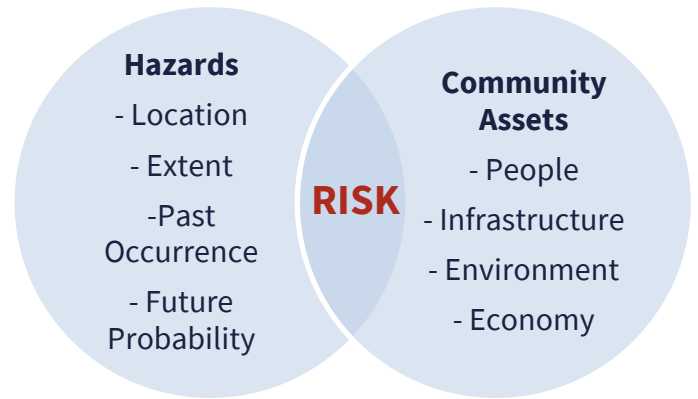 Hazards
- Location
- Extent
-Past
Occurrence
- Future
Probability
RISK
Community
Assets
- People
- Infrastructure
- Environment
- Economy